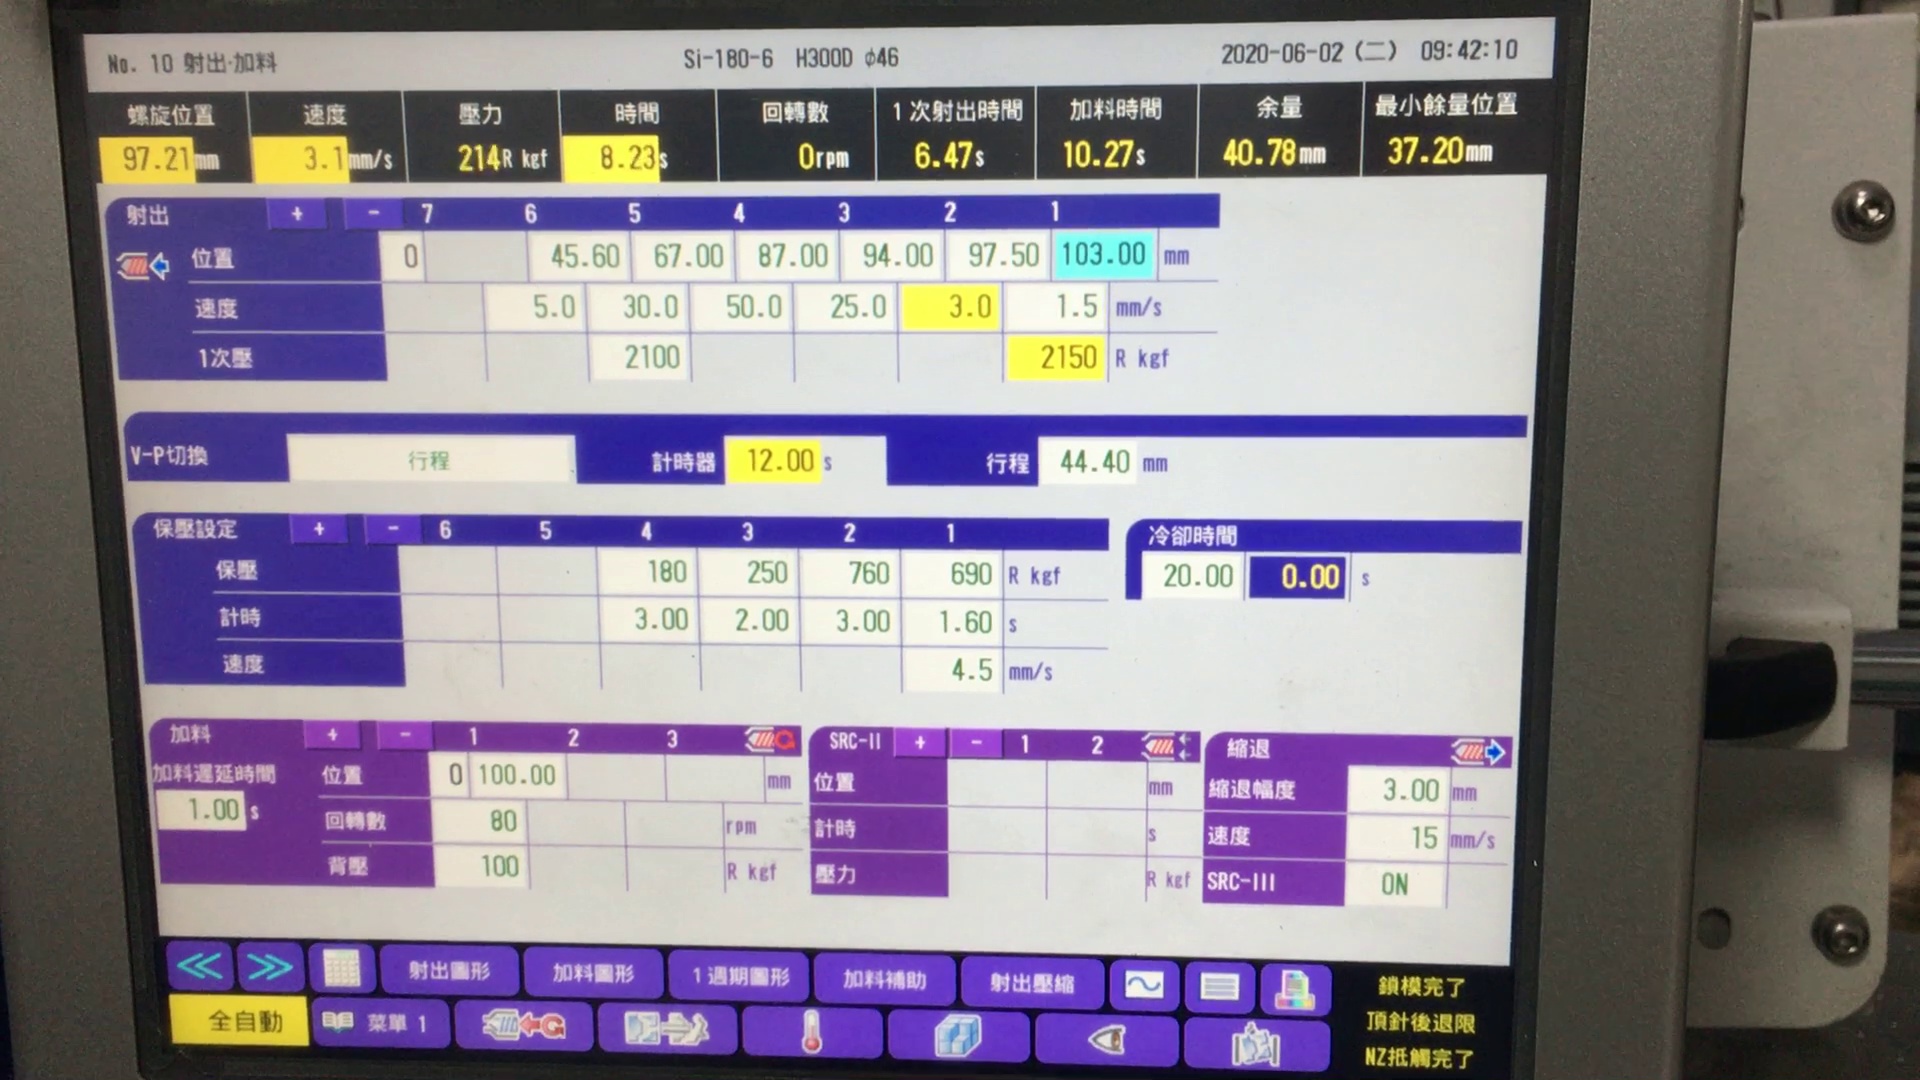 No. 10 射出·加料 Si-180-6 H300D φ46 2020-06-02 (二) 09:42:10
螺旋位置 速度 壓力 時間 回轉數 1次射出時間 加料時間 余量 最小餘量位置
97.21mm 3.1mm/s 214R kgf 8.23s 0rpm 6.47s 10.27s 40.78mm 37.20mm
射出 + - 7 6 5 4 3 2 1
位置 0 45.60 67.00 87.00 94.00 97.50 103.00 mm
速度 5.0 30.0 50.0 25.0 3.0 1.5 mm/s
1次壓 2100 2150 R kgf
V-P切換 行程 計時器 12.00 s 行程 44.40 mm
保壓設定 + - 6 5 4 3 2 1 冷卻時間
保壓 180 250 760 690 R kgf 20.00 0.00 s
計時 3.00 2.00 3.00 1.60 s
速度 4.5 mm/s
加料 + - 1 2 3 SRC-II + - 1 2 縮退
加料遲延時間 位置 0 100.00 mm 位置 mm 縮退幅度 3.00 mm
1.00 s 回轉數 80 rpm 計時 s 速度 15 mm/s
背壓 100 R kgf 壓力 R kgf SRC-III ON
射出圖形 加料圖形 1週期圖形 加料補助 射出壓縮 鎖模完了
全自動 菜單 1 頂針後退限
NZ抵觸完了